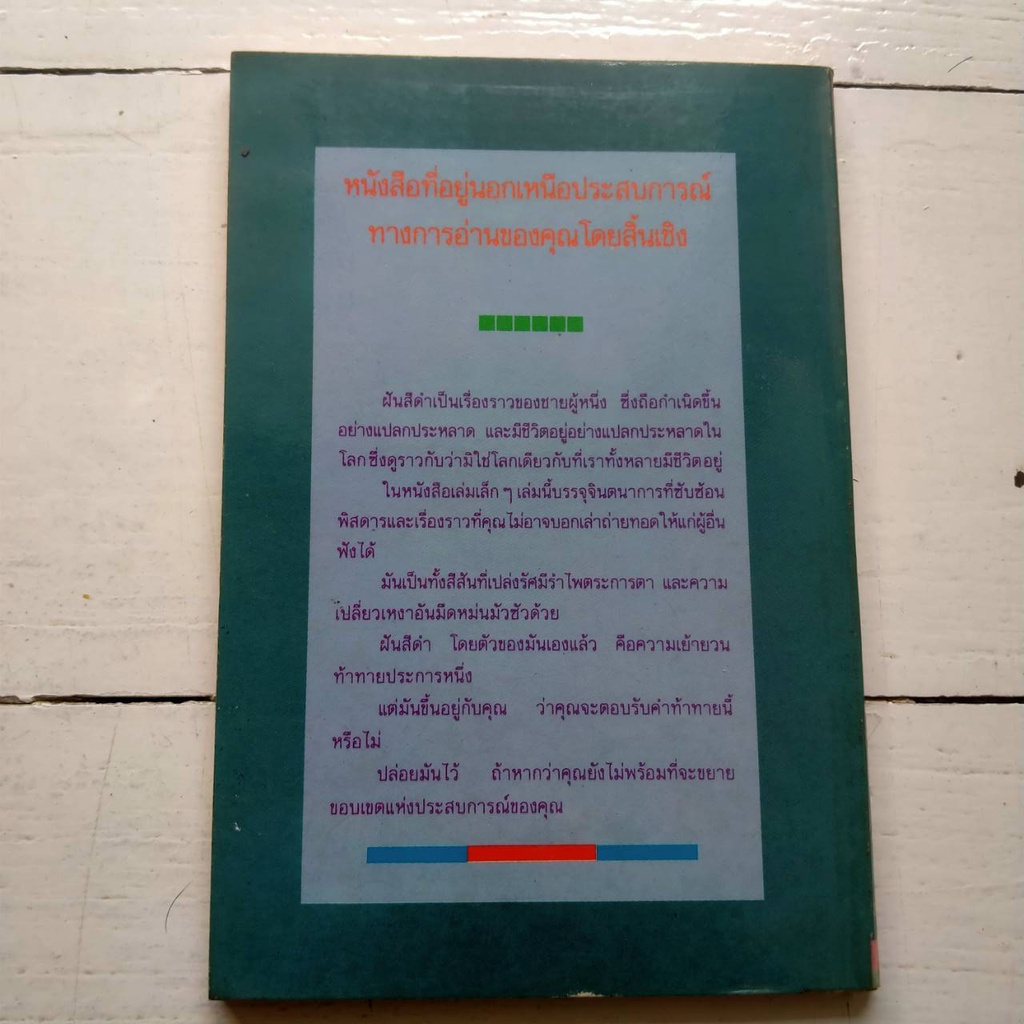 หนังสือที่อยู่นอกเหนือประสบการณ์
ทางการอ่านของคุณโดยสิ้นเชิง
ฝันสีดำเป็นเรื่องราวของชายผู้หนึ่ง ซึ่งถือกำเนิดขึ้น
อย่างแปลกประหลาด และมีชีวิตอยู่อย่างแปลกประหลาดใน
โลกซึ่งดูราวกับว่ามิใช่โลกเดียวกับที่เราทั้งหลายมีชีวิตอยู่
ในหนังสือเล่มเล็ก ๆ เล่มนี้บรรจุจินตนาการที่ซับซ้อน
พิสดารและเรื่องราวที่คุณไม่อาจบอกเล่าถ่ายทอดให้แก่ผู้อื่น
ฟังได้
มันเป็นทั้งสีสันที่เปล่งรัศมีรำไพตระการตา และความ
เปลี่ยวเหงาอันมืดหม่นมัวซัวด้วย
ฝันสีดำ โดยตัวของมันเองแล้ว คือความเย้ายวน
ท้าทายประการหนึ่ง
แต่มันขึ้นอยู่กับคุณ ว่าคุณจะตอบรับคำท้าทายนี้
หรือไม่
ปล่อยมันไว้ ถ้าหากว่าคุณยังไม่พร้อมที่จะขยาย
ขอบเขตแห่งประสบการณ์ของคุณ